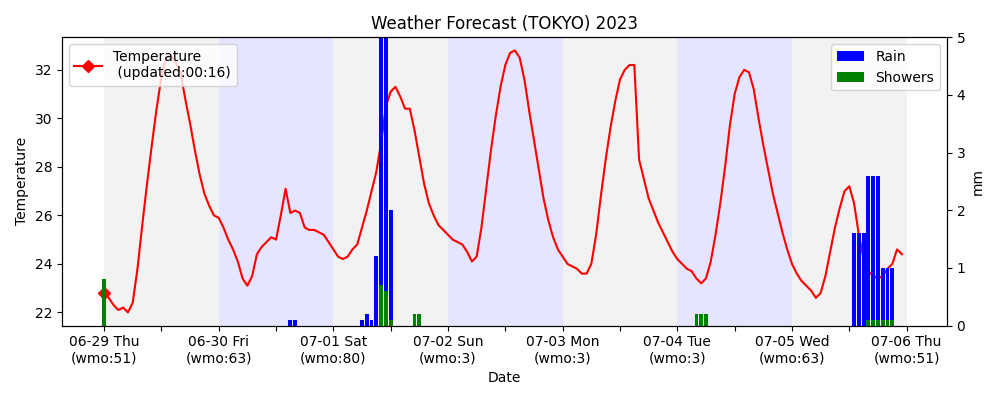 Weather Forecast (TOKYO) 2023
Temperature
(updated:00:16)
Rain
Showers
32
30
28
26
24
22
Temperature
5
4
3
2
1
0
mm
06-29 Thu 06-30 Fri 07-01 Sat 07-02 Sun 07-03 Mon 07-04 Tue 07-05 Wed 07-06 Thu
(wmo:51) (wmo:63) (wmo:80) (wmo:3) (wmo:3) (wmo:3) (wmo:63) (wmo:51)
Date